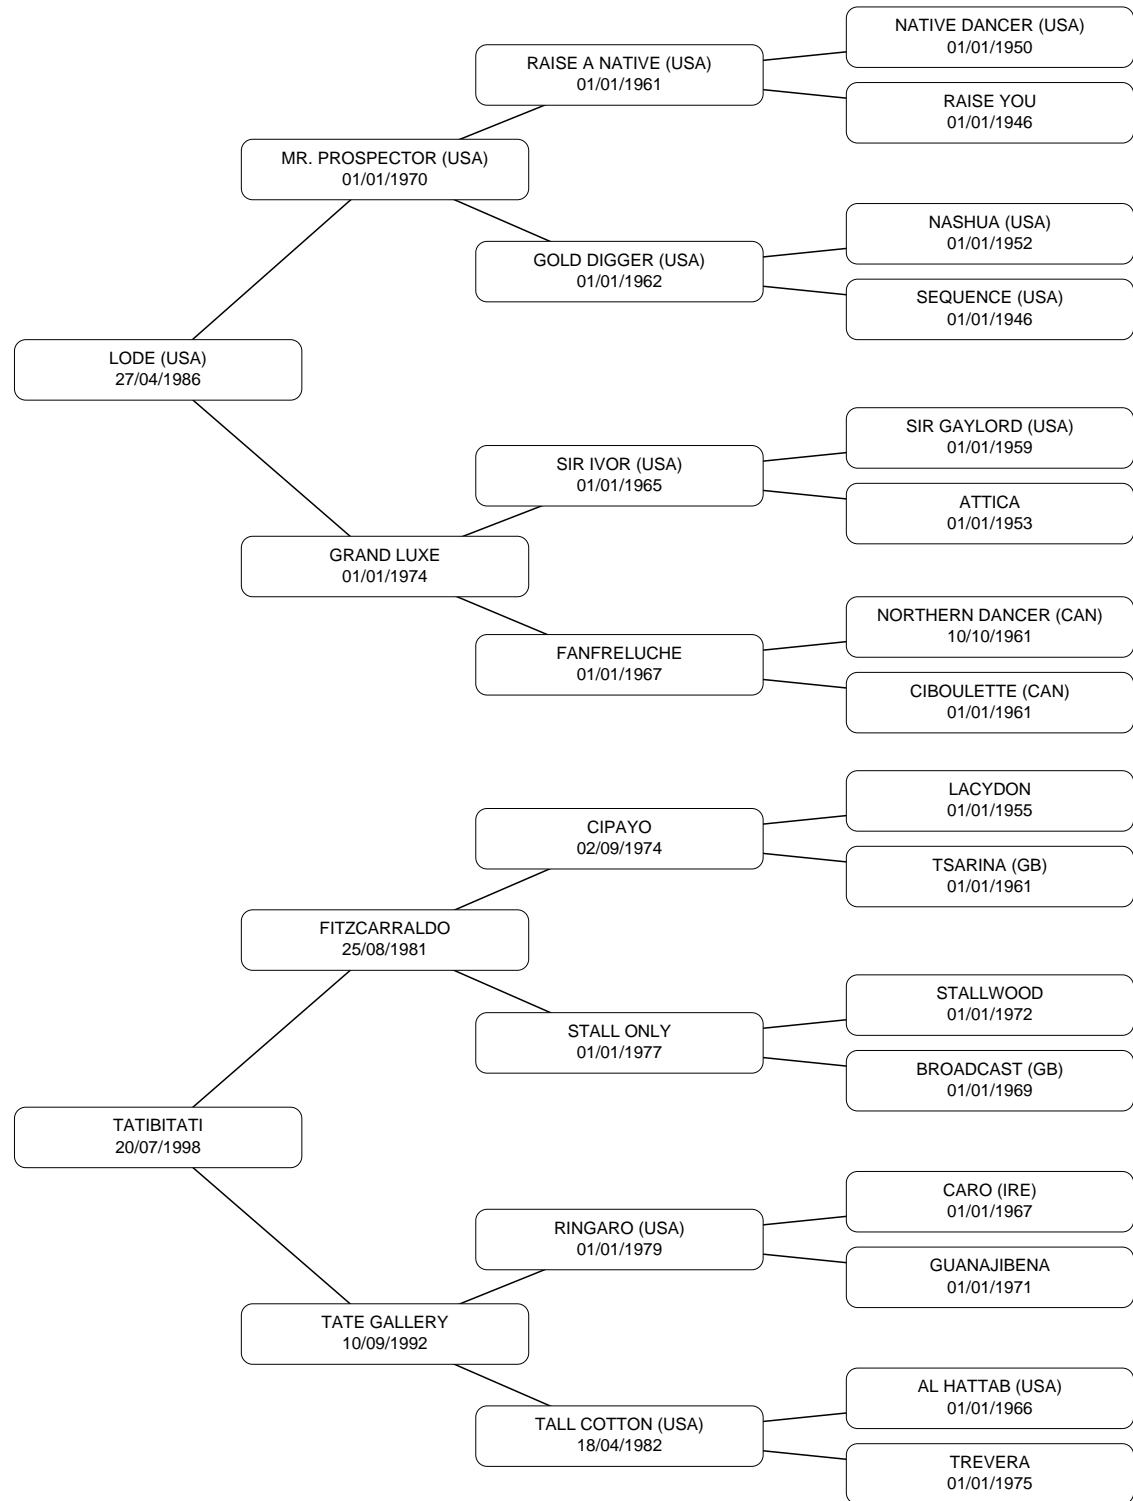 NATIVE DANCER (USA)
01/01/1950
RAISE A NATIVE (USA)
01/01/1961
RAISE YOU
01/01/1946
MR. PROSPECTOR (USA)
01/01/1970
NASHUA (USA)
01/01/1952
GOLD DIGGER (USA)
01/01/1962
SEQUENCE (USA)
01/01/1946
LODE (USA)
27/04/1986
SIR GAYLORD (USA)
01/01/1959
SIR IVOR (USA)
01/01/1965
ATTICA
01/01/1953
GRAND LUXE
01/01/1974
NORTHERN DANCER (CAN)
10/10/1961
FANFRELUCHE
01/01/1967
CIBOULETTE (CAN)
01/01/1961
LACYDON
01/01/1955
CIPAYO
02/09/1974
TSARINA (GB)
01/01/1961
FITZCARRALDO
25/08/1981
STALLWOOD
01/01/1972
STALL ONLY
01/01/1977
BROADCAST (GB)
01/01/1969
TATIBITATI
20/07/1998
CARO (IRE)
01/01/1967
RINGARO (USA)
01/01/1979
GUANAJIBENA
01/01/1971
TATE GALLERY
10/09/1992
AL HATTAB (USA)
01/01/1966
TALL COTTON (USA)
18/04/1982
TREVERA
01/01/1975